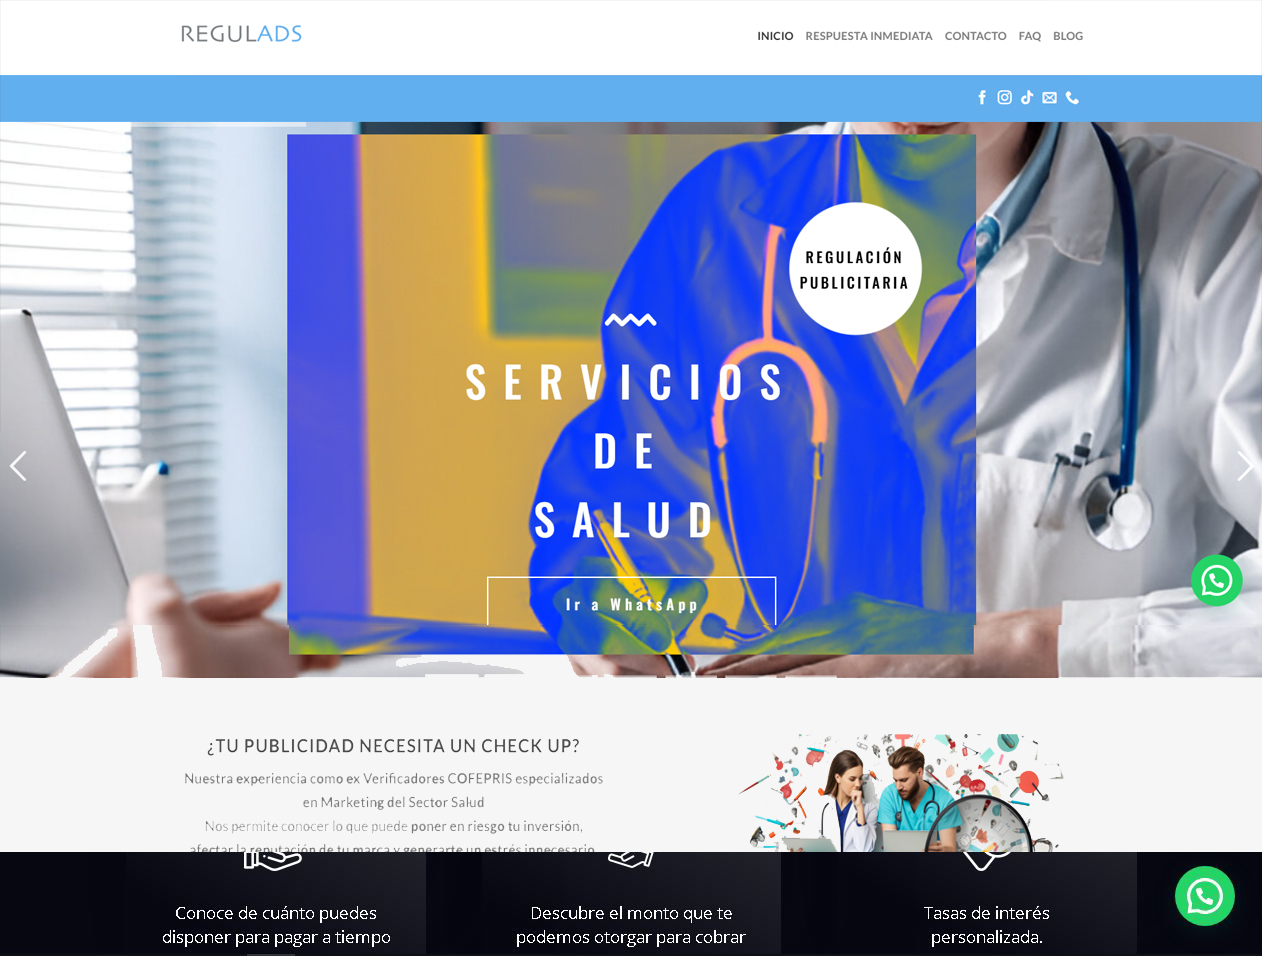 REGULADS
INICIO RESPUESTA INMEDIATA CONTACTO FAQ BLOG
REGULACIÓN
PUBLICITARIA
SERVICIOS
DE
SALUD
Ir a WhatsApp
¿TU PUBLICIDAD NECESITA UN CHECK UP?
Nuestra experiencia como ex Verificadores COFEPRIS especializados
en Marketing del Sector Salud
Nos permite conocer lo que puede poner en riesgo tu inversión,
afectar la reputación de tu marca y generarte un estrés innecesario
Conoce de cuánto puedes
disponer para pagar a tiempo
Descubre el monto que te
podemos otorgar para cobrar
Tasas de interés
personalizada.